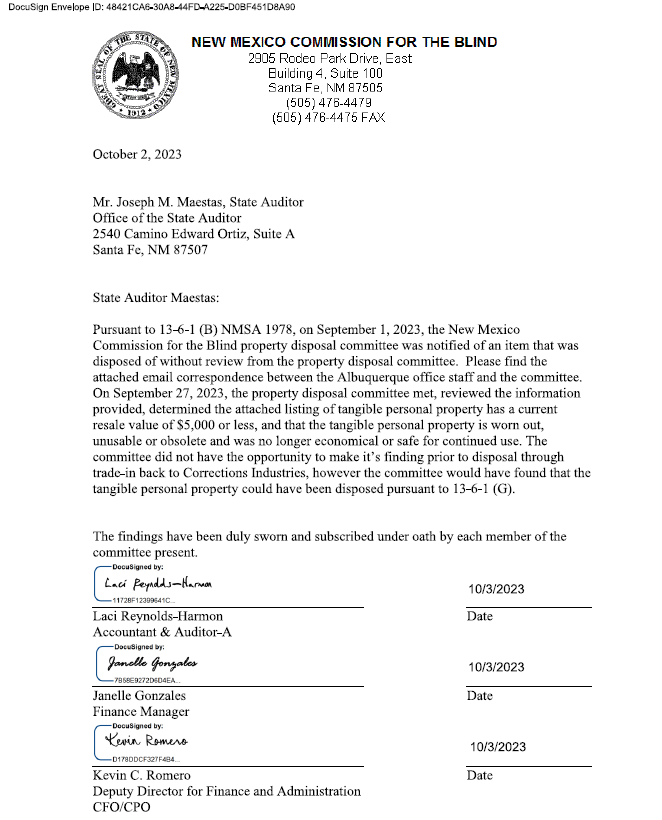 DocuSign Envelope ID: 48421CA6-30A8-44FD-A225-D0BF451D8A90
GREAT SEAL OF THE STATE OF NEW MEXICO
1912
NEW MEXICO COMMISSION FOR THE BLIND
2905 Rodeo Park Drive, East
Building 4, Suite 100
Santa Fe, NM 87505
(505) 476-4479
(505) 476-4475 FAX
October 2, 2023
Mr. Joseph M. Maestas, State Auditor
Office of the State Auditor
2540 Camino Edward Ortiz, Suite A
Santa Fe, NM 87507
State Auditor Maestas:
Pursuant to 13-6-1 (B) NMSA 1978, on September 1, 2023, the New Mexico
Commission for the Blind property disposal committee was notified of an item that was
disposed of without review from the property disposal committee.  Please find the
attached email correspondence between the Albuquerque office staff and the committee.
On September 27, 2023, the property disposal committee met, reviewed the information
provided, determined the attached listing of tangible personal property has a current
resale value of $5,000 or less, and that the tangible personal property is worn out,
unusable or obsolete and was no longer economical or safe for continued use. The
committee did not have the opportunity to make it's finding prior to disposal through
trade-in back to Corrections Industries, however the committee would have found that the
tangible personal property could have been disposed pursuant to 13-6-1 (G).
The findings have been duly sworn and subscribed under oath by each member of the
committee present.
DocuSigned by:
Laci Reynolds-Harmon
11728F12399641C...
10/3/2023
Laci Reynolds-Harmon
Date
Accountant & Auditor-A
DocuSigned by:
Janelle Gonzales
7B58E9272D6D4EA...
10/3/2023
Janelle Gonzales
Date
Finance Manager
DocuSigned by:
Kevin Romero
D178DDCF327F4B4...
10/3/2023
Kevin C. Romero
Date
Deputy Director for Finance and Administration
CFO/CPO